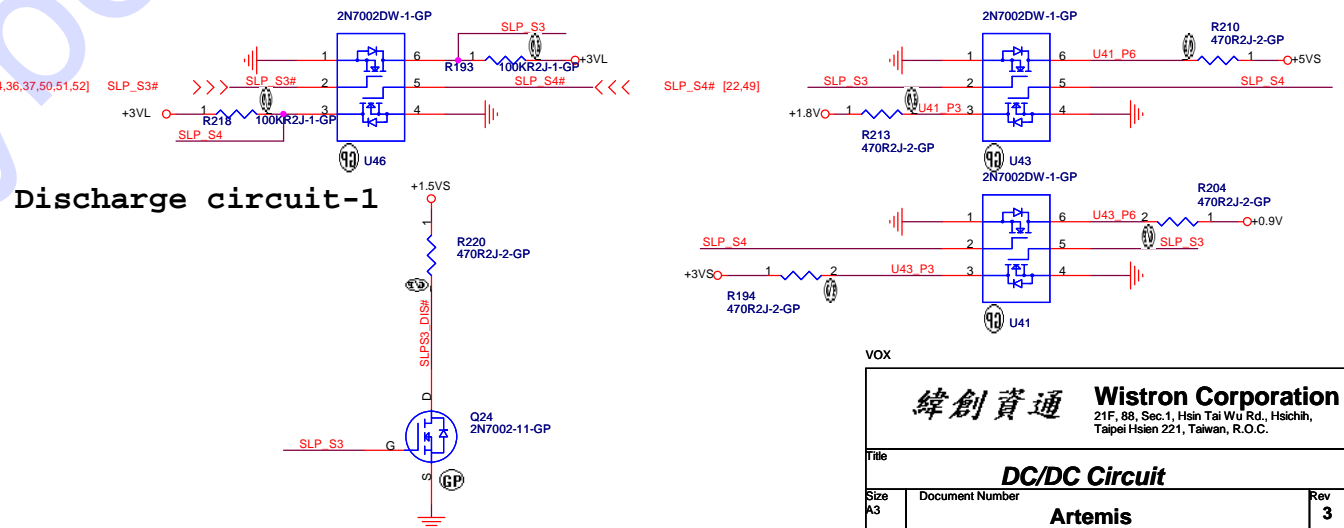 2N7002DW-1-GP
SLP_S3
1
6
R193
1
100KR2J-1-GP
+3VL
4,36,37,50,51,52]
SLP_S3#
SLP_S3#
2
5
SLP_S4#
SLP_S4# [22,49]
+3VL
1
R218
100KR2J-1-GP
3
4
SLP_S4
U46
2N7002DW-1-GP
R210
470R2J-2-GP
1
6
U41_P6
1
+5VS
SLP_S3
2
5
SLP_S4
+1.8V
1
U41_P3
3
4
R213
470R2J-2-GP
U43
Discharge circuit-1
+1.5VS
1
R220
470R2J-2-GP
SLPS3_DIS#
D
Q24
2N7002-11-GP
SLP_S3
G
S
GP
2N7002DW-1-GP
R204
470R2J-2-GP
1
6
U43_P6
2
1
+0.9V
SLP_S4
2
5
SLP_S3
+3VS
1
2
U43_P3
3
4
R194
470R2J-2-GP
U41
VOX
緯創資通
Wistron Corporation
21F, 88, Sec.1, Hsin Tai Wu Rd., Hsichih,
Taipei Hsien 221, Taiwan, R.O.C.
Title
DC/DC Circuit
Size
Document Number
Rev
A3
Artemis
3